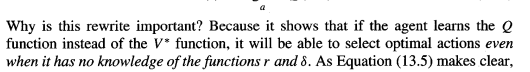 a
Why is this rewrite important? Because it shows that if the agent learns the Q
function instead of the V* function, it will be able to select optimal actions even
when it has no knowledge of the functions r and δ. As Equation (13.5) makes clear,